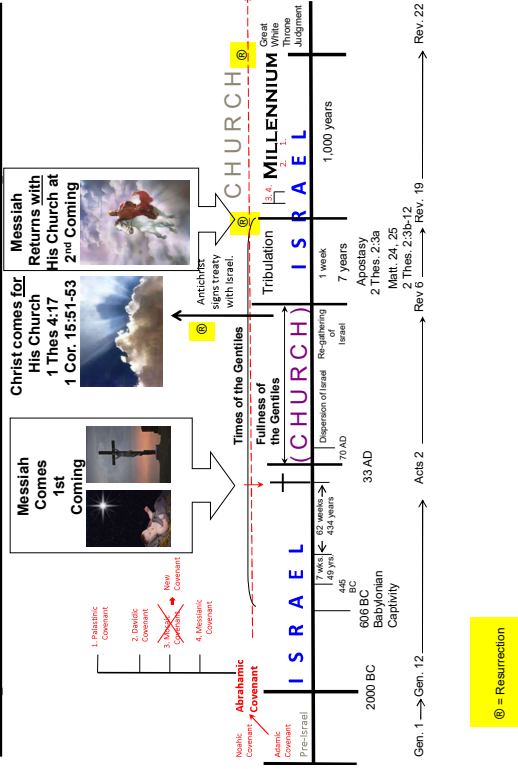 Messiah
Comes
1st
Coming
Christ comes for
His Church
1 Thes 4:17
1 Cor. 15:51-53
Messiah
Returns with
His Church at
2nd Coming
1. Palastinic
Covenant
2. Davidic
Covenant
3. Mosaic
Covenant
New
Covenant
4. Messianic
Covenant
Abrahamic
Covenant
Noahic
Covenant
Adamic
Covenant
Pre-Israel
Times of the Gentiles
Fullness of
the Gentiles
®
Antichrist
signs treaty
with Israel.
®
CHURCH
®
Great
White
Throne
Judgment
Tribulation
3. 4.
MILLENNIUM
2. 1.
ISRAEL
(CHURCH)
ISRAEL
7 wks.
49 yrs
62 weeks
434 years
70 AD
Dispersion of Israel
Re-gathering
of
Israel
1 week
7 years
1,000 years
2000 BC
606 BC
Babylonian
Captivity
445
BC
33 AD
Apostasy
2 Thes. 2:3a
Matt. 24, 25
2 Thes. 2:3b-12
Gen. 1
Gen. 12
Acts 2
Rev 6
Rev. 19
Rev. 22
® = Resurrection